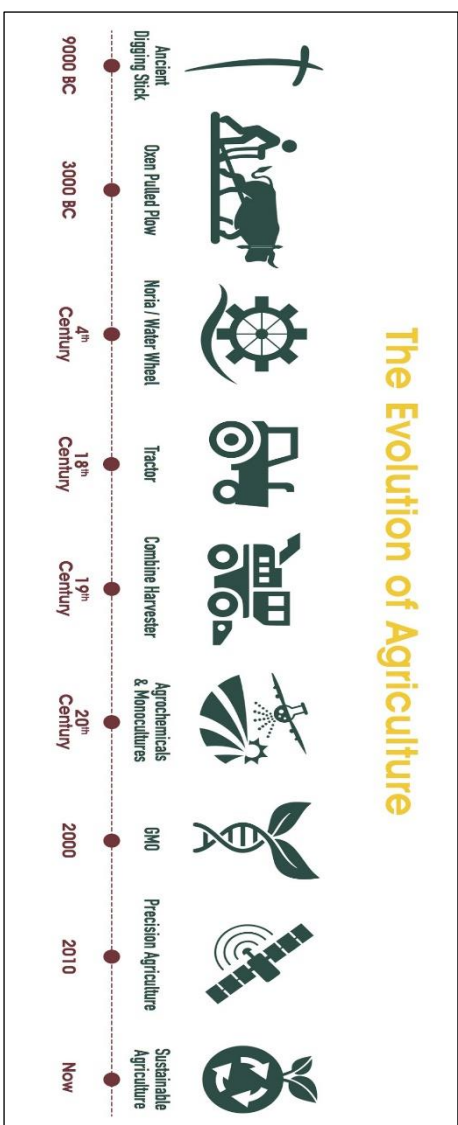 The Evolution of Agriculture
Ancient
Digging Stick
9000 BC
Oxen Pulled Plow
3000 BC
Noria / Water Wheel
4th
Century
Tractor
18th
Century
Combine Harvester
19th
Century
Agrochemicals
& Monocultures
20th
Century
GMO
2000
Precision Agriculture
2010
Sustainable
Agriculture
Now